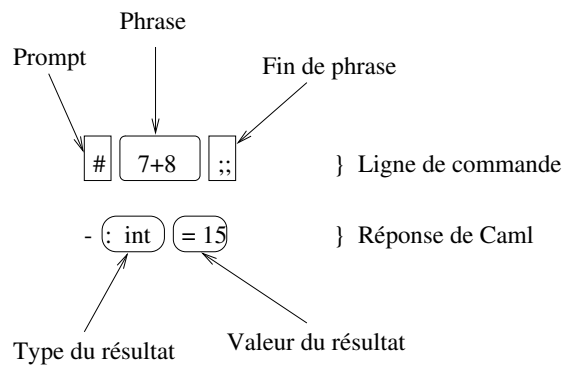 Phrase
Prompt
Fin de phrase
# 7+8 ;; } Ligne de commande
- : int = 15 } Réponse de Caml
Type du résultat
Valeur du résultat